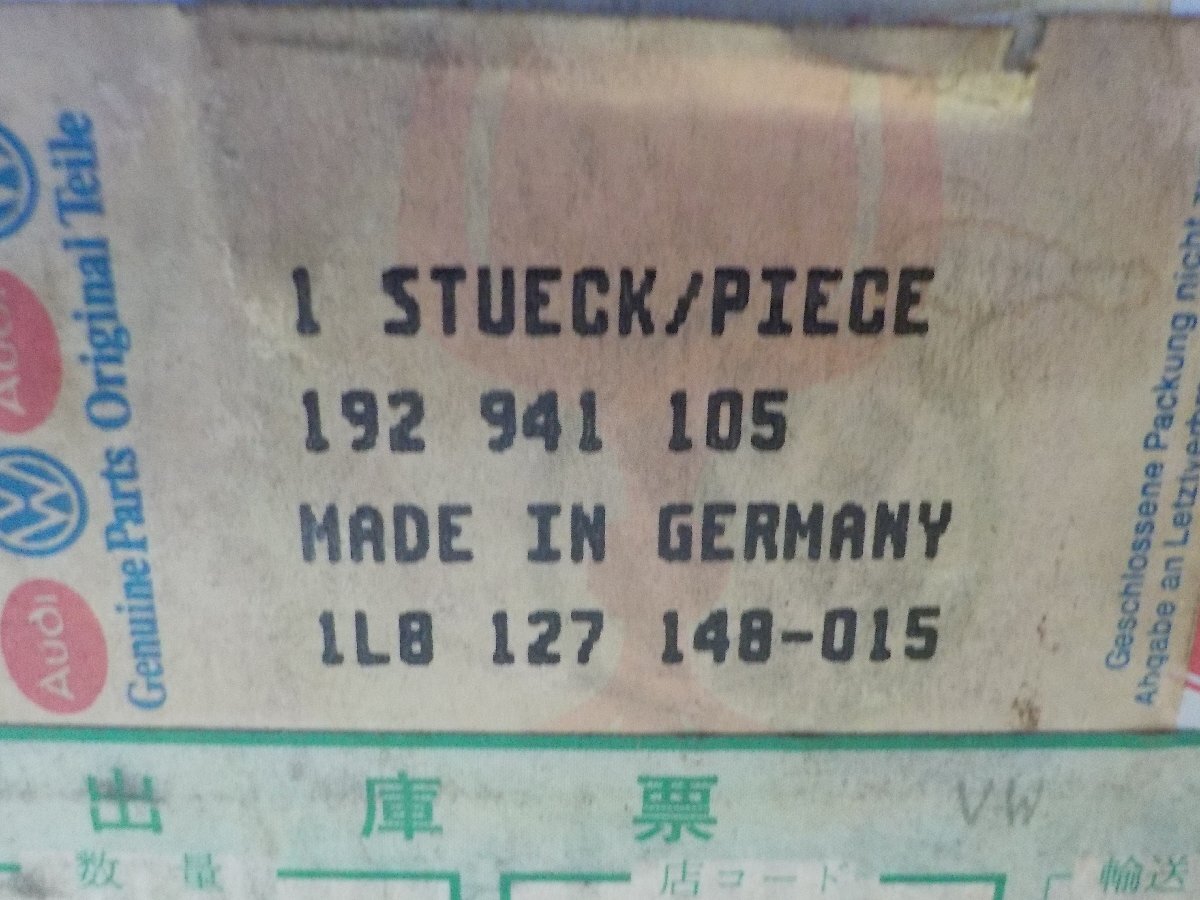 1 STUECK/PIECE
192 941 105
MADE IN GERMANY
1L8 127 148-015
Audi
Audi
Genuine Parts Original Teile
Geschlossene Packung nicht
Abgabe an
出庫票
VW
数量
店コード
輸送